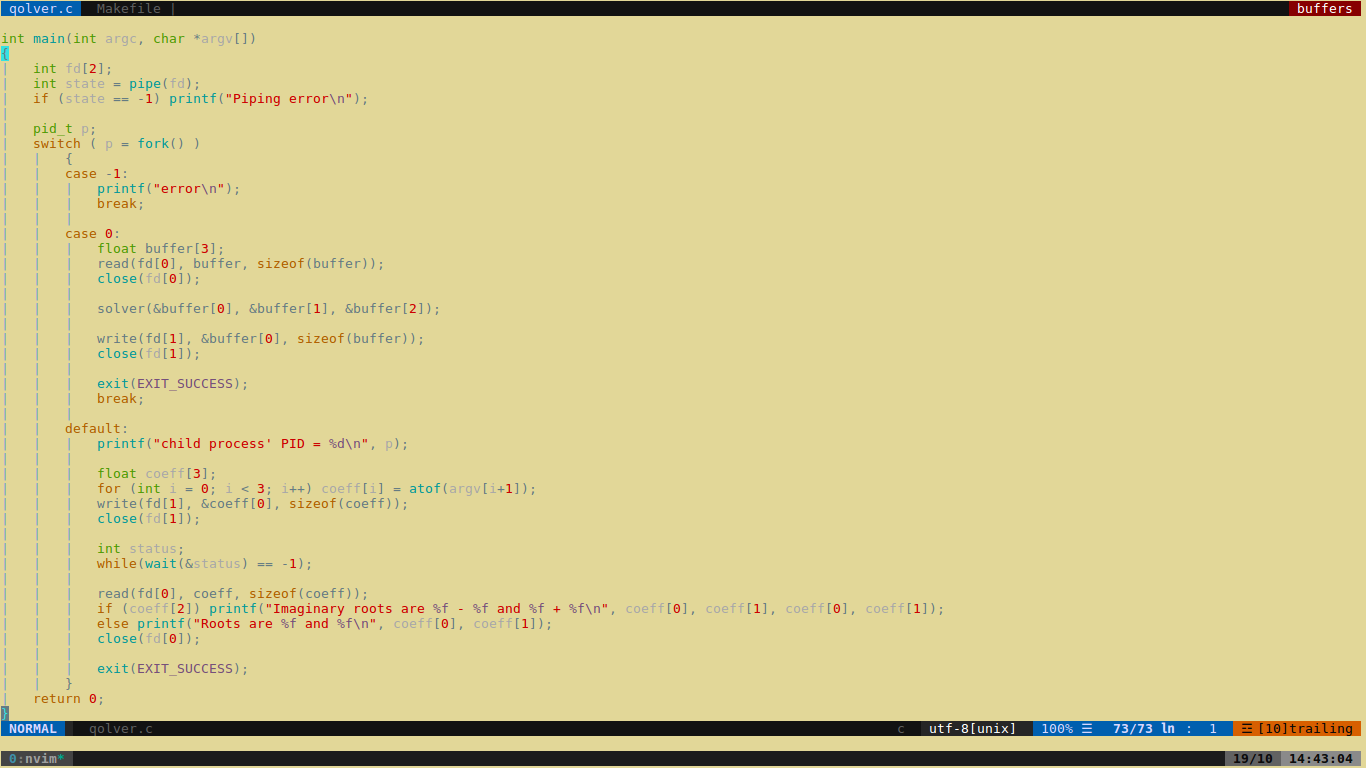 qolver.c Makefile | buffers
int main(int argc, char *argv[])
{
|   int fd[2];
|   int state = pipe(fd);
|   if (state == -1) printf("Piping error\n");
|
|   pid_t p;
|   switch ( p = fork() )
|   |   {
|   |   case -1:
|   |   |   printf("error\n");
|   |   |   break;
|   |   |
|   |   case 0:
|   |   |   float buffer[3];
|   |   |   read(fd[0], buffer, sizeof(buffer));
|   |   |   close(fd[0]);
|   |   |
|   |   |   solver(&buffer[0], &buffer[1], &buffer[2]);
|   |   |
|   |   |   write(fd[1], &buffer[0], sizeof(buffer));
|   |   |   close(fd[1]);
|   |   |
|   |   |   exit(EXIT_SUCCESS);
|   |   |   break;
|   |   |
|   |   default:
|   |   |   printf("child process' PID = %d\n", p);
|   |   |
|   |   |   float coeff[3];
|   |   |   for (int i = 0; i < 3; i++) coeff[i] = atof(argv[i+1]);
|   |   |   write(fd[1], &coeff[0], sizeof(coeff));
|   |   |   close(fd[1]);
|   |   |
|   |   |   int status;
|   |   |   while(wait(&status) == -1);
|   |   |
|   |   |   read(fd[0], coeff, sizeof(coeff));
|   |   |   if (coeff[2]) printf("Imaginary roots are %f - %f and %f + %f\n", coeff[0], coeff[1], coeff[0], coeff[1]);
|   |   |   else printf("Roots are %f and %f\n", coeff[0], coeff[1]);
|   |   |   close(fd[0]);
|   |   |
|   |   |   exit(EXIT_SUCCESS);
|   |   }
|   return 0;
}
NORMAL qolver.c c utf-8[unix] 100% ☰ 73/73 ln : 1 ☲ [10]trailing
0:nvim* 19/10 14:43:04